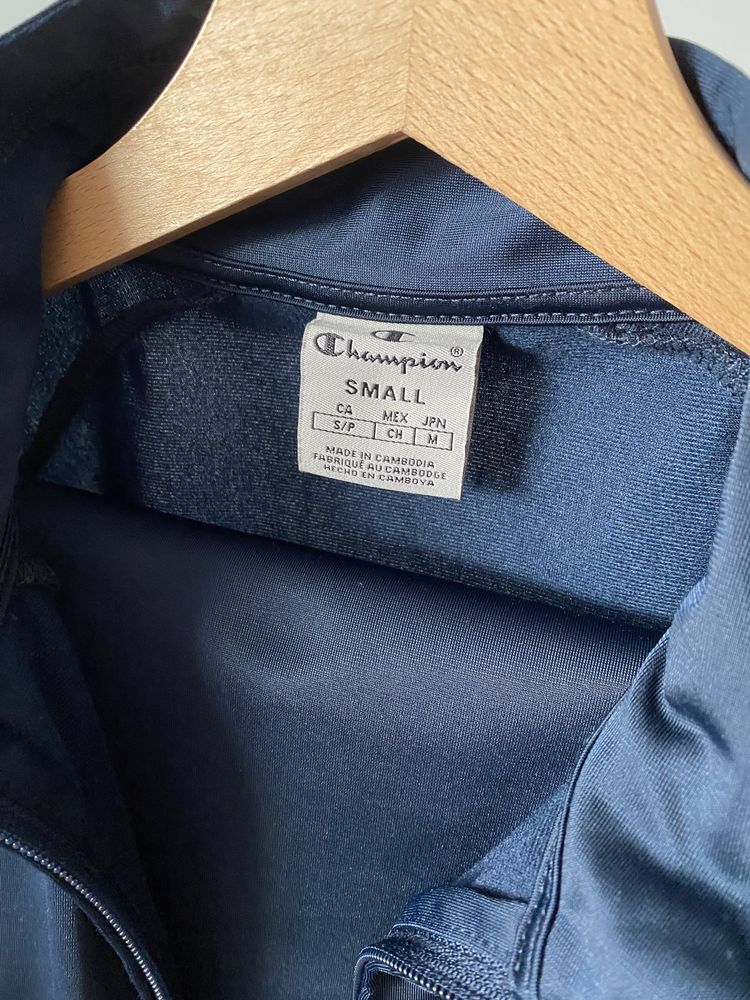 Champion®
SMALL
CA MEX JPN
S/P CH M
MADE IN CAMBODIA
FABRIQUÉ AU CAMBODGE
HECHO EN CAMBOYA